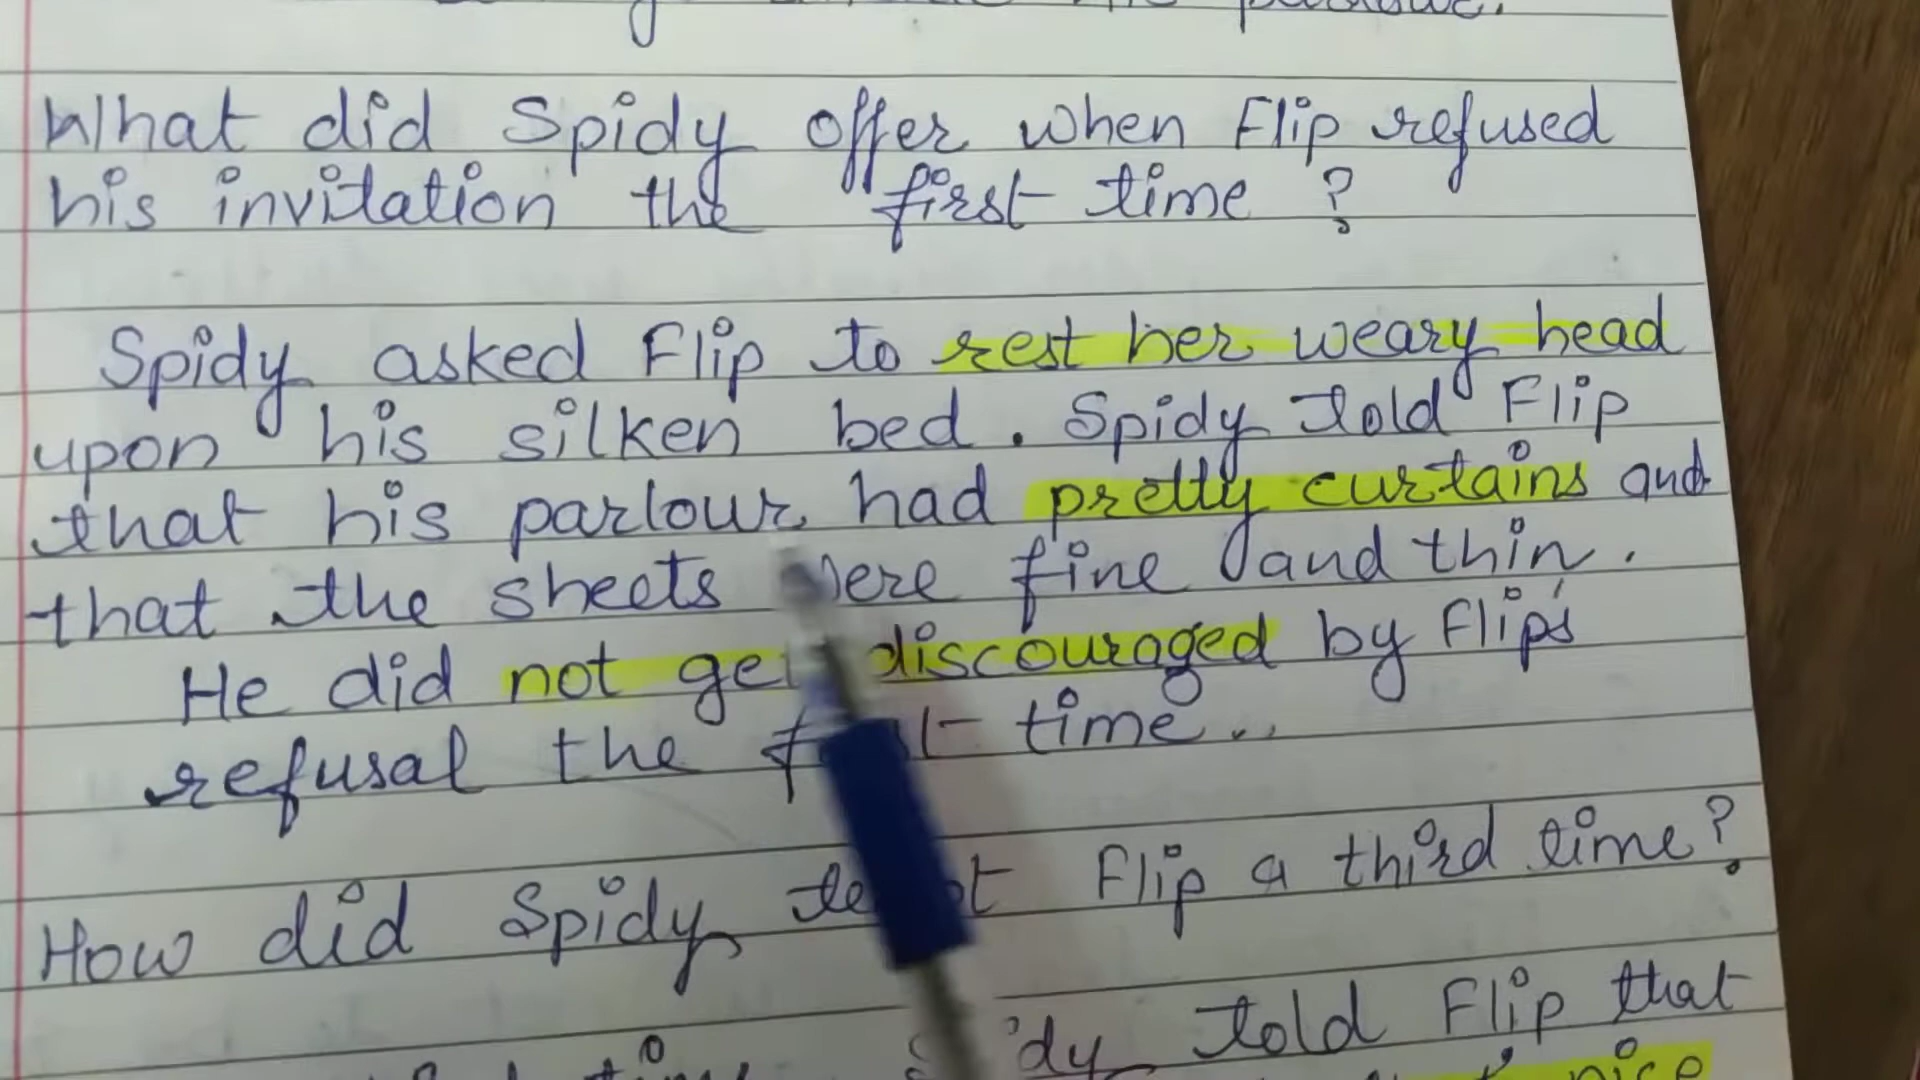 What did Spidy offer when Flip refused
his invitation the first time ?
Spidy asked Flip to rest her weary head
upon his silken bed. Spidy told Flip
that his parlour had pretty curtains and
that the sheets were fine and thin.
He did not get discouraged by Flip's
refusal the time..
How did Spidy Flip a third time?
told Flip that
nice